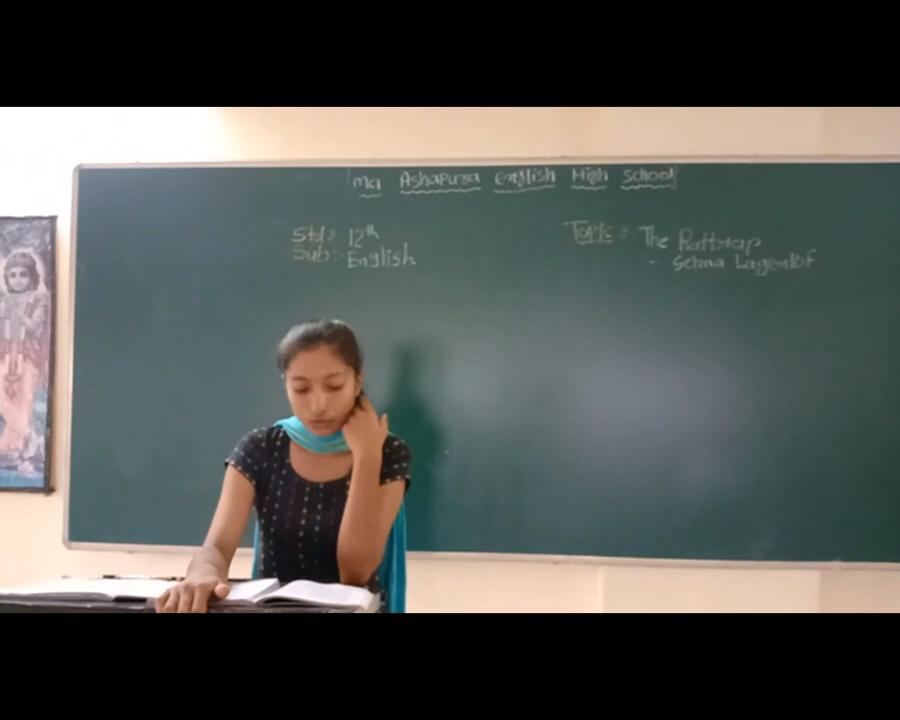 Ma Ashapura English High School
Std :- 12th
Sub :- English
Topic :- The Rattrap
- Selma Lagerlof